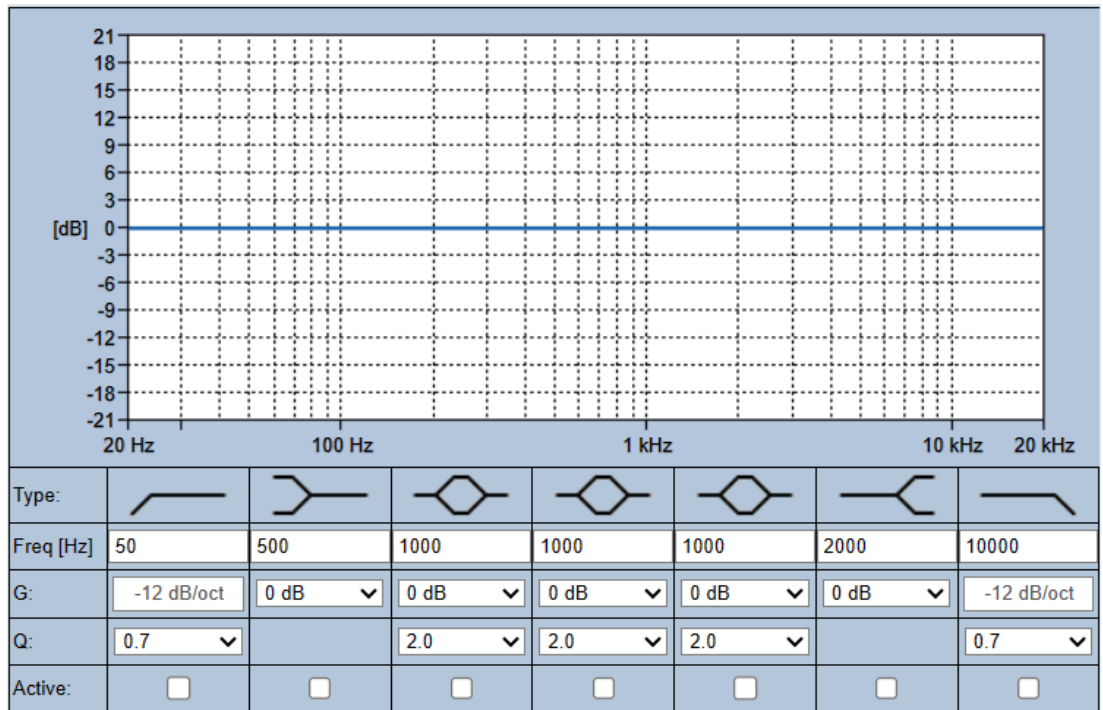 21
18
15
12
9
6
3
[dB] 0
-3
-6
-9
-12
-15
-18
-21
20 Hz 100 Hz 1 kHz 10 kHz 20 kHz
Type:
Freq [Hz] 50 500 1000 1000 1000 2000 10000
G: -12 dB/oct 0 dB 0 dB 0 dB 0 dB 0 dB -12 dB/oct
Q: 0.7 2.0 2.0 2.0 0.7
Active: